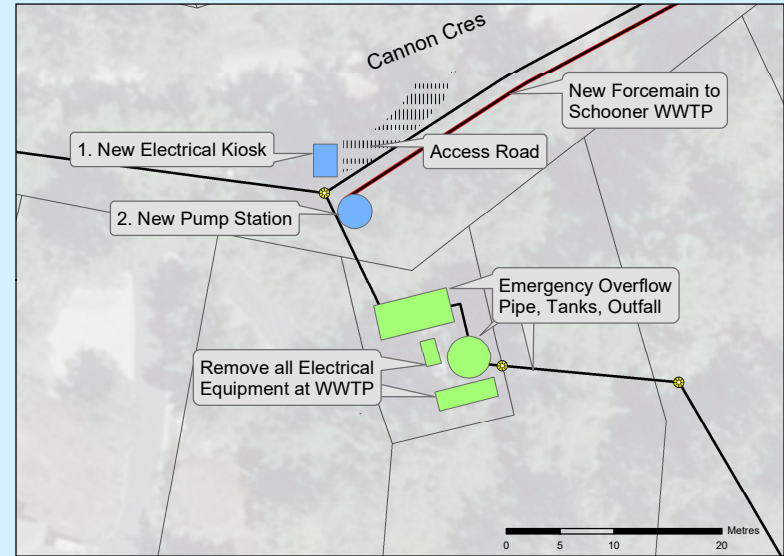 Cannon Cres
New Forcemain to
Schooner WWTP
1. New Electrical Kiosk
Access Road
2. New Pump Station
Emergency Overflow
Pipe, Tanks, Outfall
Remove all Electrical
Equipment at WWTP
Metres
0 5 10 20